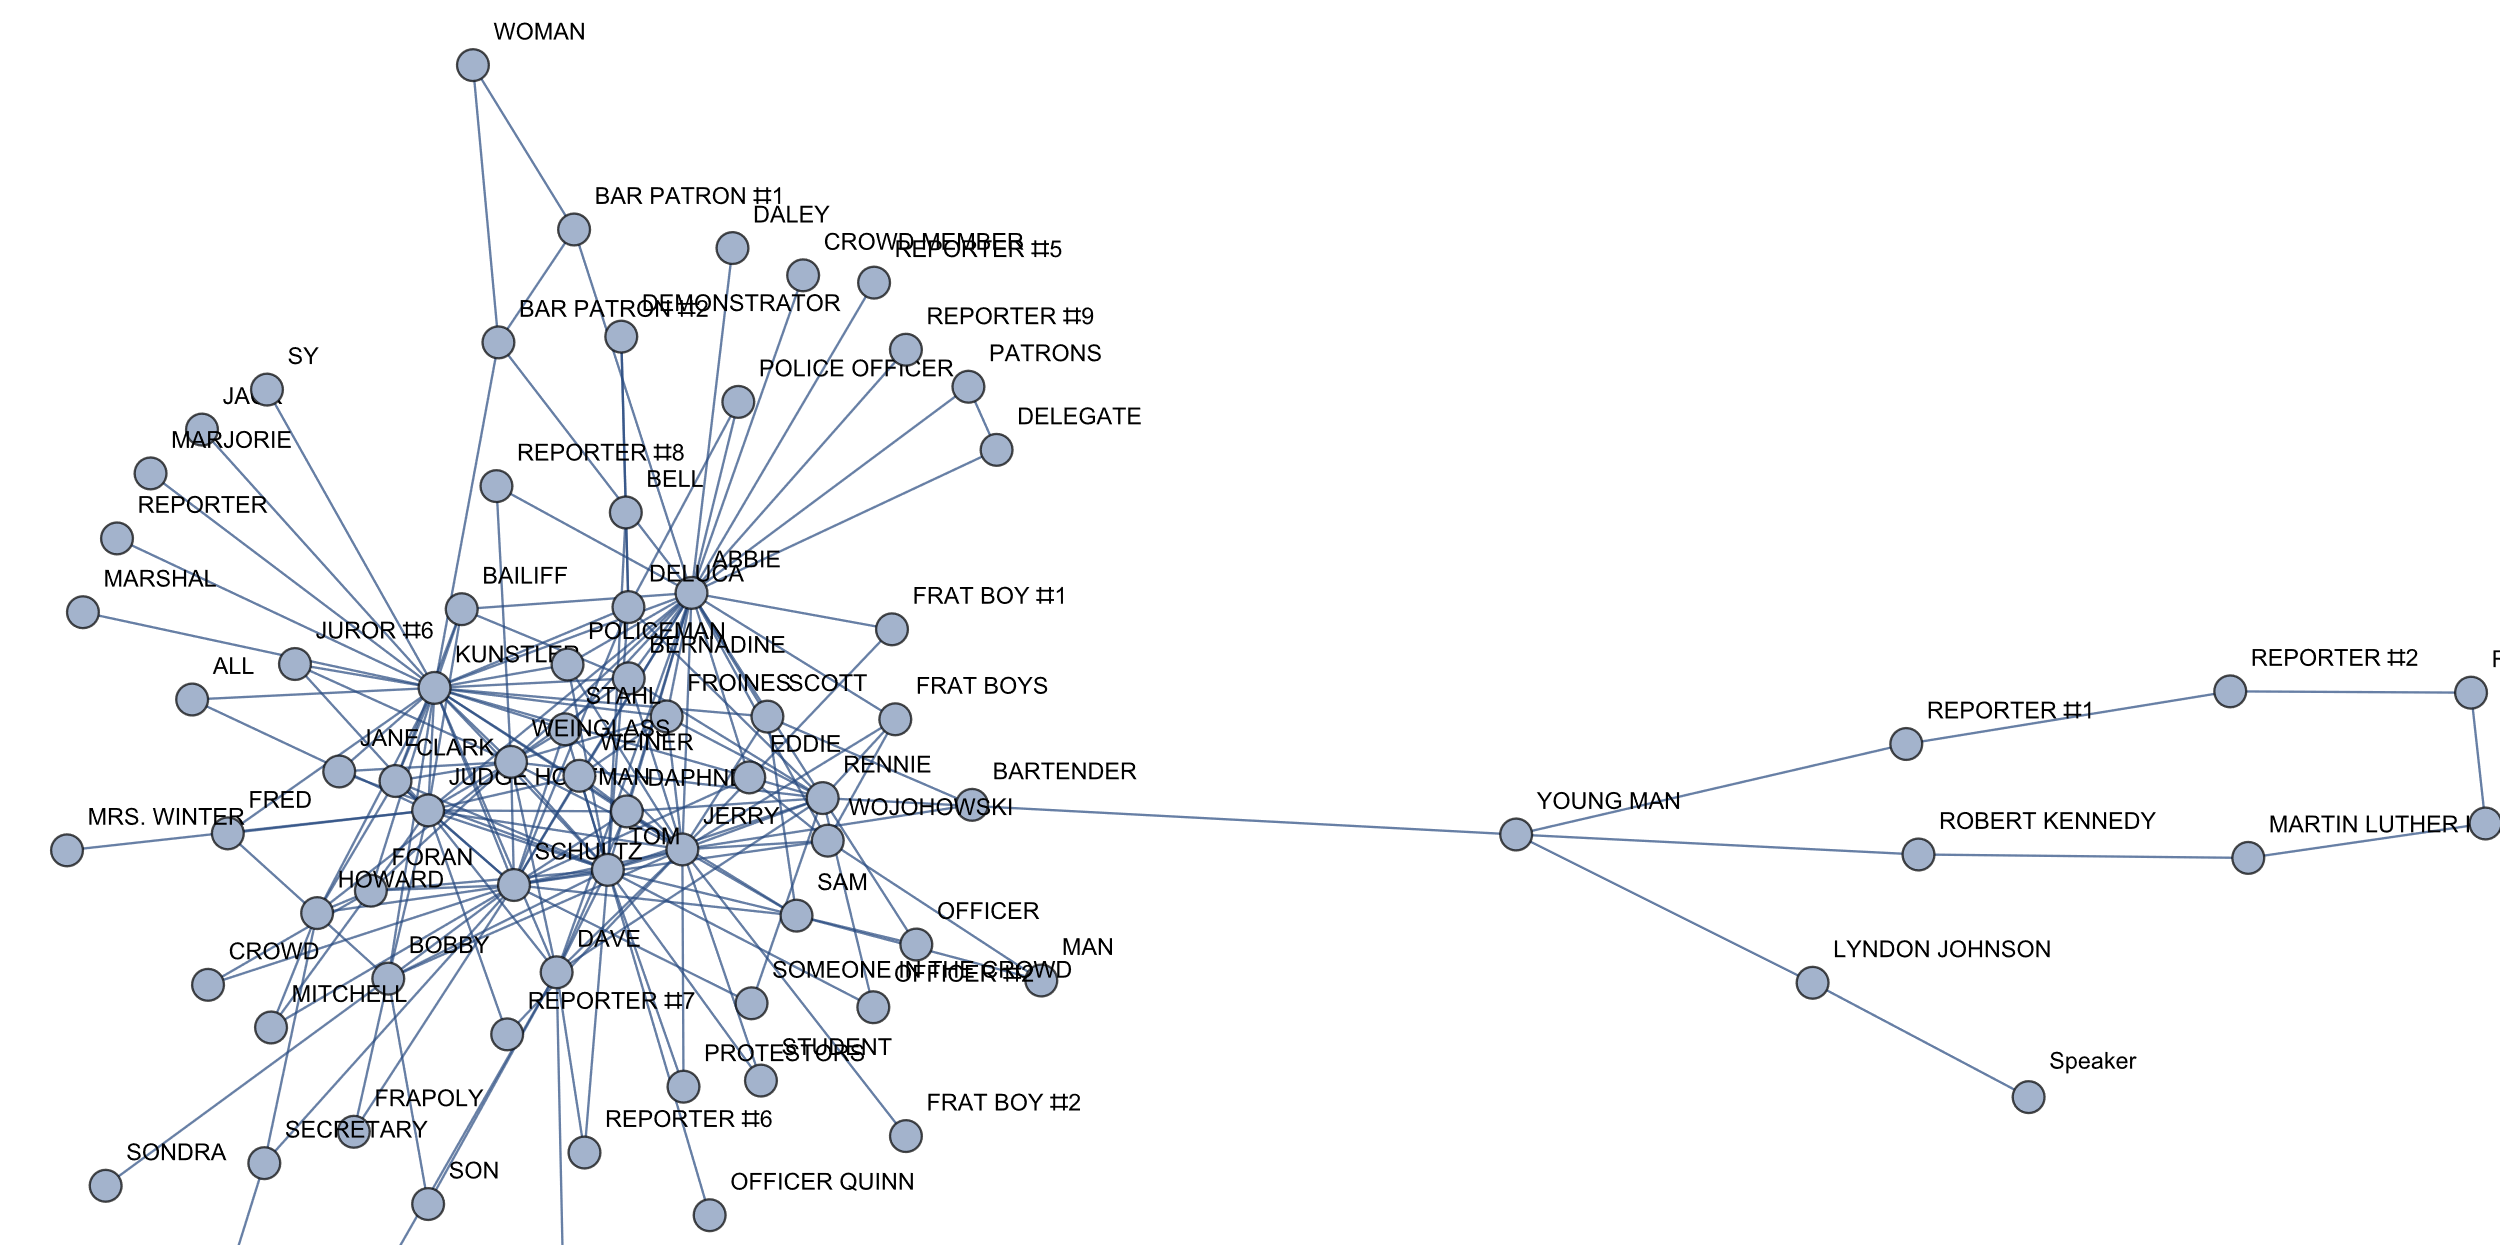 WOMAN
BAR PATRON #1
DALEY
CROWD MEMBER
REPORTER #5
BAR PATRON #2
DEMONSTRATOR
REPORTER #9
PATRONS
SY
POLICE OFFICER
MARJORIE
DELEGATE
REPORTER #8
BELL
REPORTER
ABBIE
DELUCA
BAILIFF
MARSHAL
FRAT BOY #1
JUROR #6
POLICEMAN
BERNADINE
KUNSTLER
ALL
REPORTER #2
FROINES
SCOTT
FRAT BOYS
STAHL
REPORTER #1
WEINGLASS
WEINER
JANE
CLARK
EDDIE
RENNIE
BARTENDER
JUDGE HOFFMAN
DAPHNE
FRED
WOJOHOWSKI
YOUNG MAN
MRS. WINTER
JERRY
ROBERT KENNEDY
MARTIN LUTHER
TOM
SCHULTZ
FORAN
HOWARD
SAM
OFFICER
DAVE
BOBBY
CROWD
MAN
LYNDON JOHNSON
SOMEONE IN THE CROWD
OFFICER #2
MITCHELL
REPORTER #7
STUDENT
PROTESTORS
Speaker
FRAPOLY
FRAT BOY #2
REPORTER #6
SECRETARY
SONDRA
SON
OFFICER QUINN